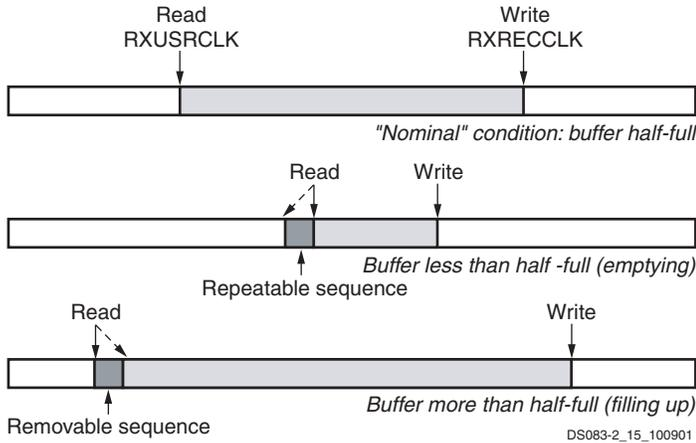 Read
RXUSRCLK
Write
RXRECCLK
"Nominal" condition: buffer half-full
Read
Write
Buffer less than half -full (emptying)
Repeatable sequence
Read
Write
Buffer more than half-full (filling up)
Removable sequence
DS083-2_15_100901